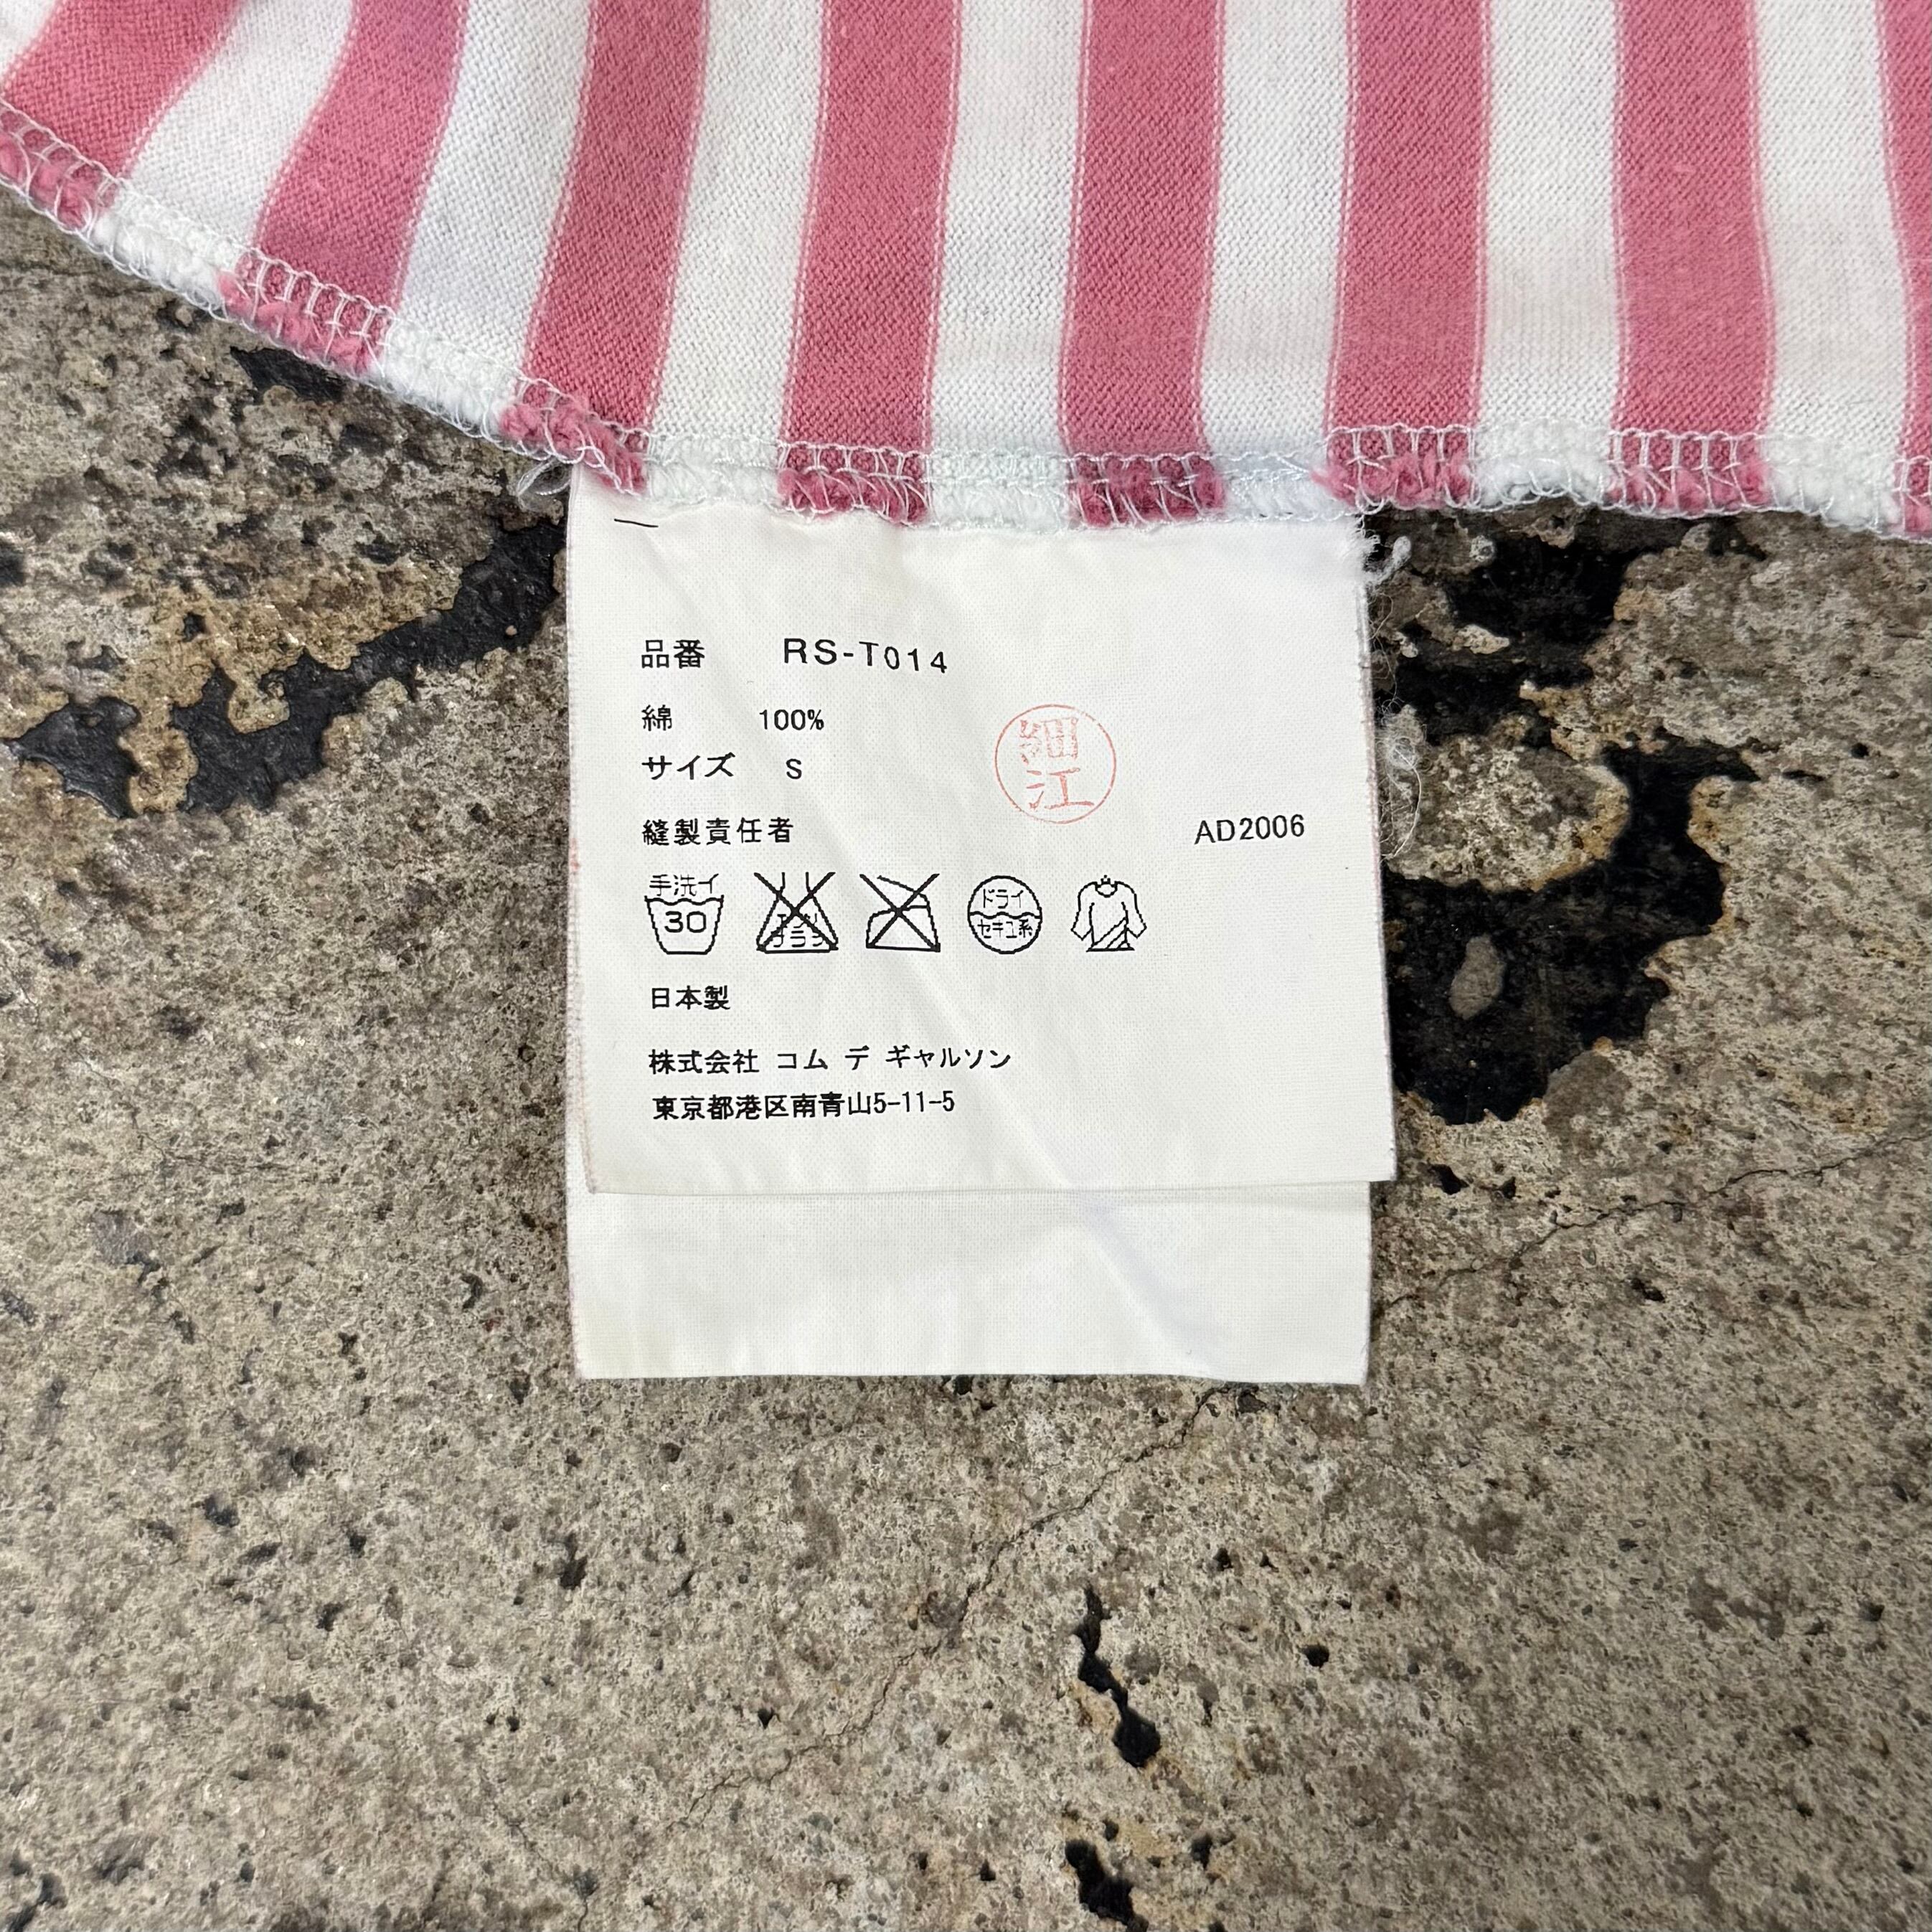 品番 RS-T014
綿 100%
サイズ S
細江
縫製責任者 AD2006
手洗イ
30
ドライ
セキユ系
日本製
株式会社 コム デ ギャルソン
東京都港区南青山5-11-5